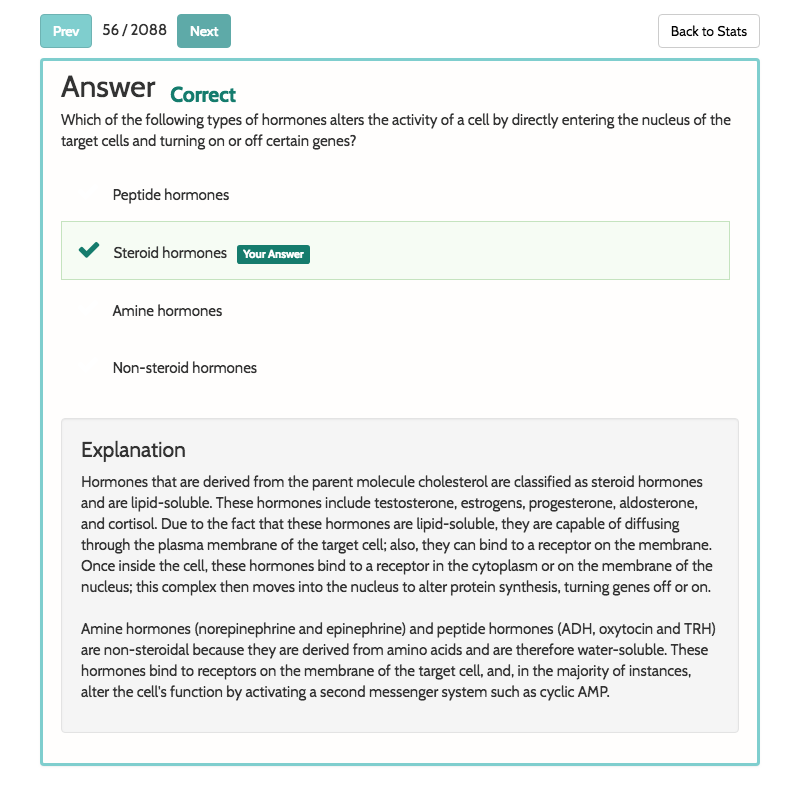 Prev 56 / 2088 Next Back to Stats
Answer Correct
Which of the following types of hormones alters the activity of a cell by directly entering the nucleus of the
target cells and turning on or off certain genes?
Peptide hormones
Steroid hormones Your Answer
Amine hormones
Non-steroid hormones
Explanation
Hormones that are derived from the parent molecule cholesterol are classified as steroid hormones
and are lipid-soluble. These hormones include testosterone, estrogens, progesterone, aldosterone,
and cortisol. Due to the fact that these hormones are lipid-soluble, they are capable of diffusing
through the plasma membrane of the target cell; also, they can bind to a receptor on the membrane.
Once inside the cell, these hormones bind to a receptor in the cytoplasm or on the membrane of the
nucleus; this complex then moves into the nucleus to alter protein synthesis, turning genes off or on.
Amine hormones (norepinephrine and epinephrine) and peptide hormones (ADH, oxytocin and TRH)
are non-steroidal because they are derived from amino acids and are therefore water-soluble. These
hormones bind to receptors on the membrane of the target cell, and, in the majority of instances,
alter the cell's function by activating a second messenger system such as cyclic AMP.